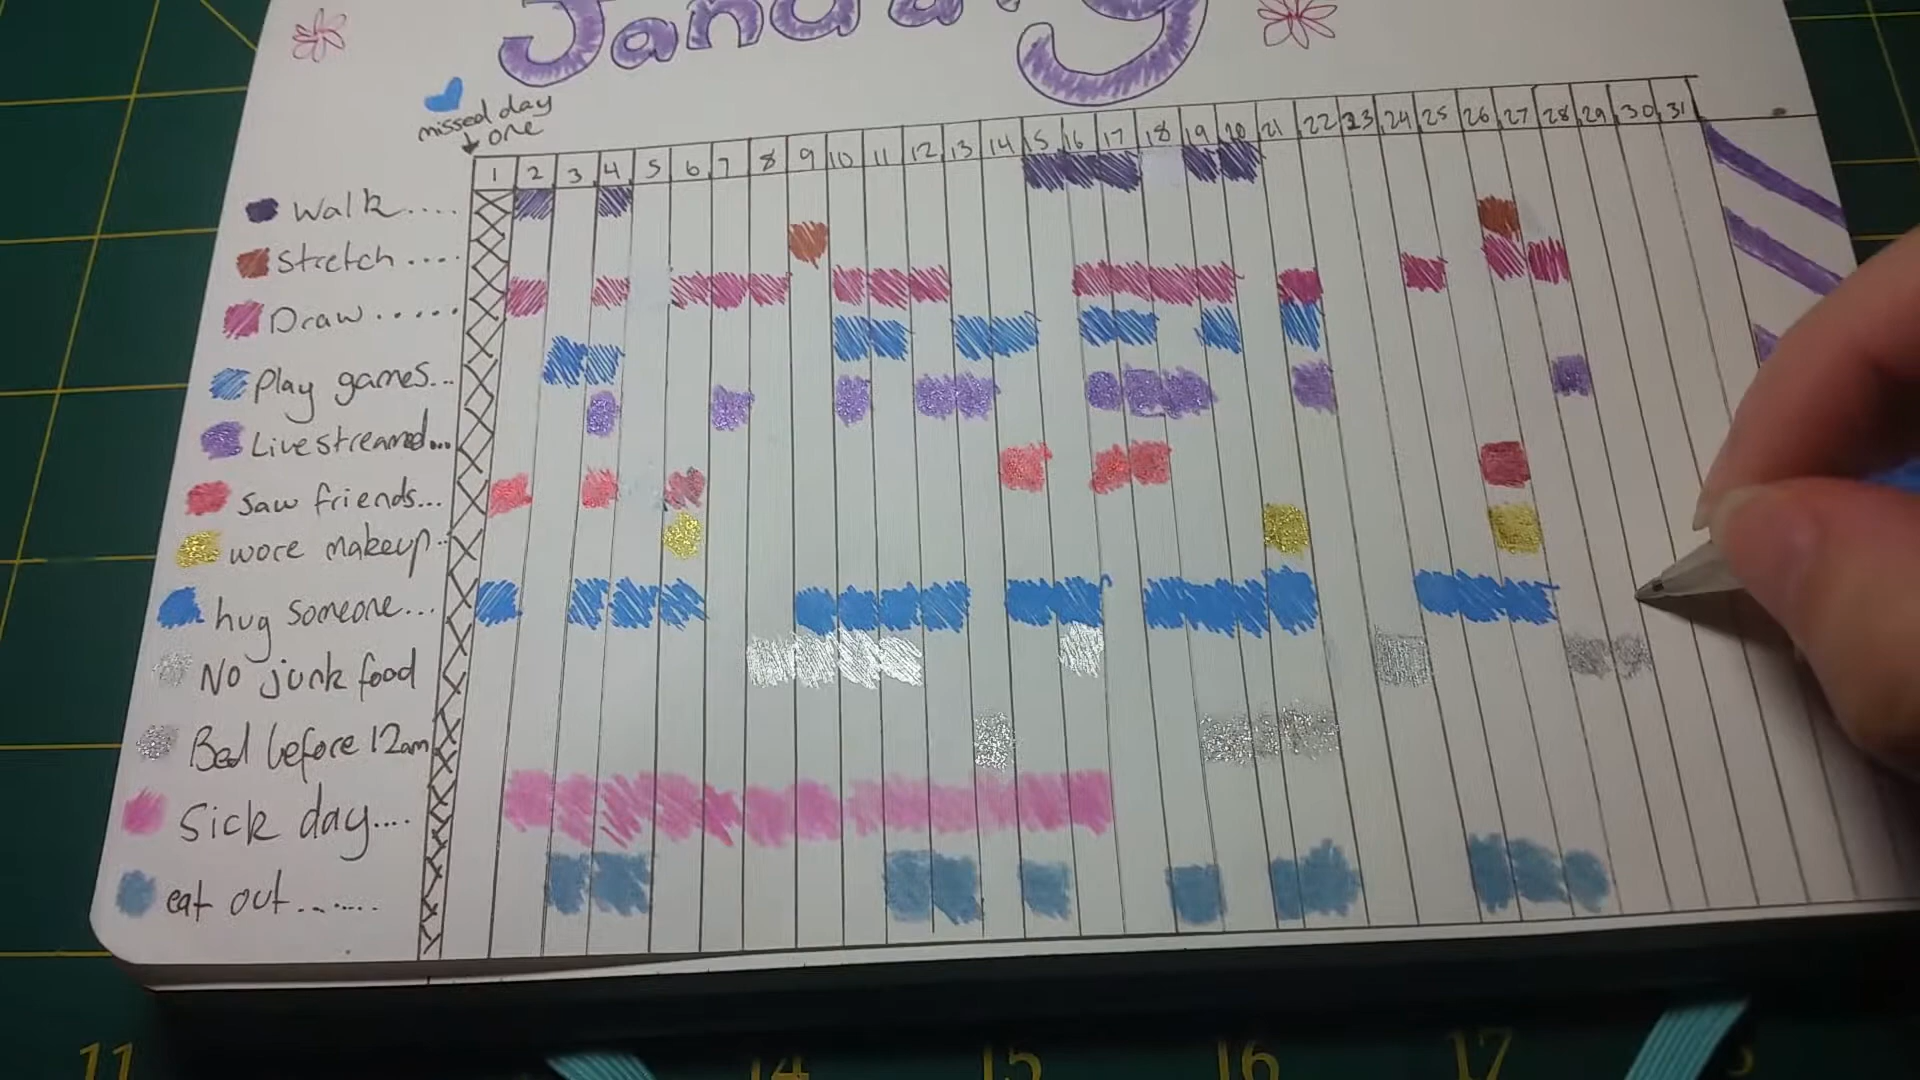 January
missed day
one
1 2 3 4 5 6 7 8 9 10 11 12 13 14 15 16 17 18 19 20 21 22 23 24 25 26 27 28 29 30 31
Walk....
Stretch....
Draw.....
Play games...
Livestreamed...
Saw friends...
wore makeup..
hug someone...
No junk food
Bed before 12am
Sick day....
eat out.......
11 14 15 16 17